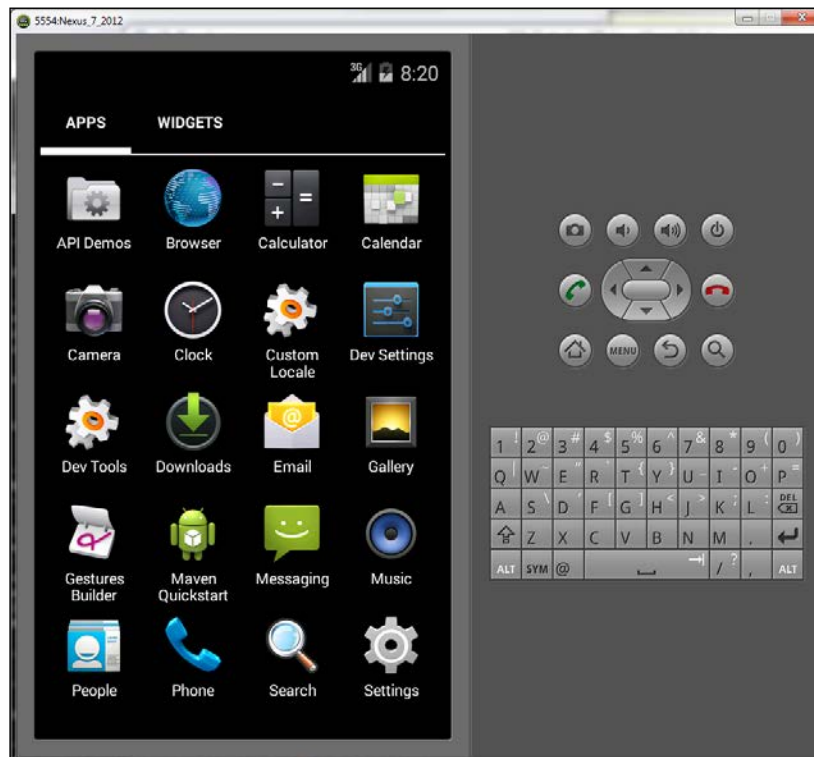 5554:Nexus_7_2012
3G 8:20
APPS WIDGETS
API Demos Browser Calculator Calendar
Camera Clock Custom Locale Dev Settings
Dev Tools Downloads Email Gallery
Gestures Builder Maven Quickstart Messaging Music
People Phone Search Settings
MENU
1 ! 2 @ 3 # 4 $ 5 % 6 ^ 7 & 8 * 9 ( 0 )
Q | W ~ E " R ` T { Y } U _ I - O + P =
A S \ D ' F [ G ] H < J > K ; L : DEL
Z X C V B N M .
ALT SYM @ / ? , ALT